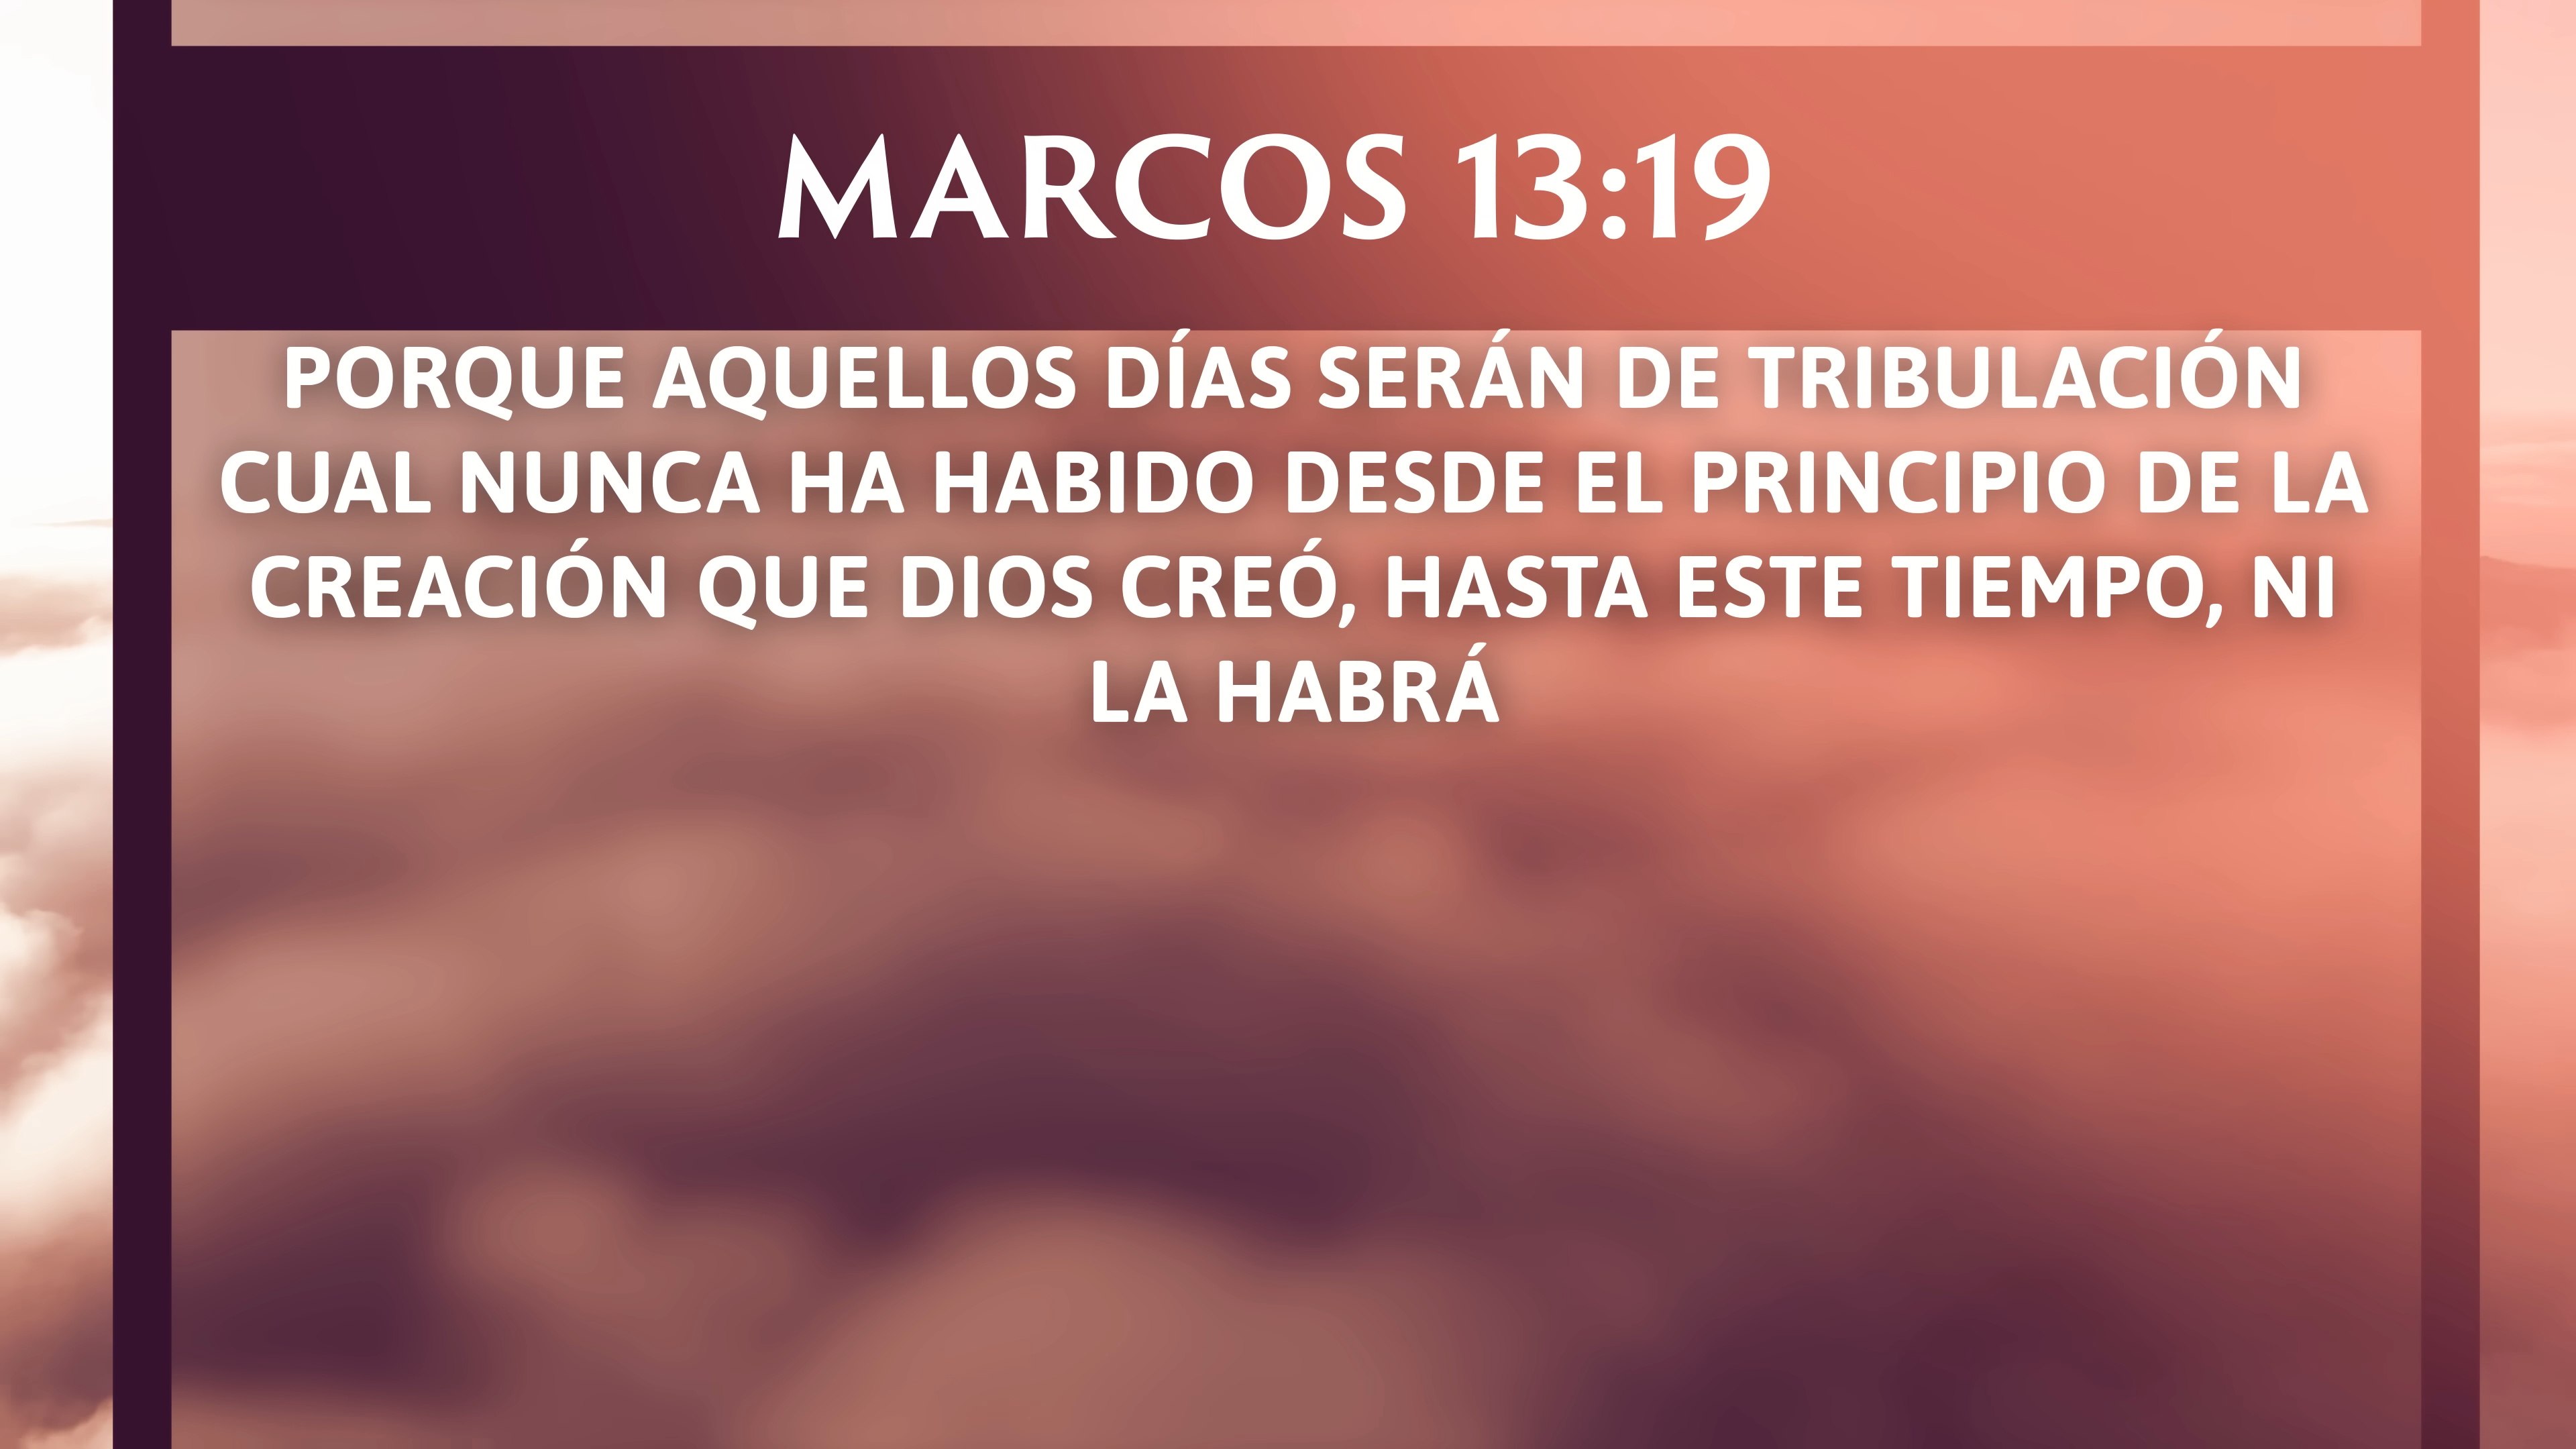 MARCOS 13:19
PORQUE AQUELLOS DÍAS SERÁN DE TRIBULACIÓN
CUAL NUNCA HA HABIDO DESDE EL PRINCIPIO DE LA
CREACIÓN QUE DIOS CREÓ, HASTA ESTE TIEMPO, NI
LA HABRÁ